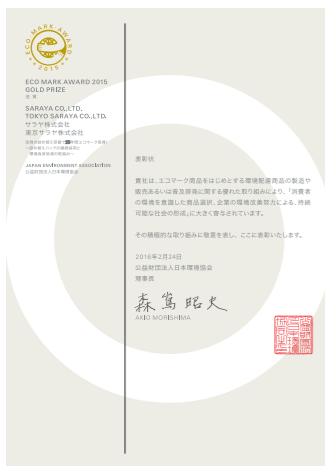 ECO MARK AWARD
2015
ECO MARK AWARD 2015
GOLD PRIZE
金賞
SARAYA CO.,LTD.
TOKYO SARAYA CO.,LTD.
サラヤ株式会社
東京サラヤ株式会社
JAPAN ENVIRONMENT ASSOCIATION
公益財団法人日本環境協会
表彰状
貴社は、エコマーク商品をはじめとする環境配慮商品の製造や
販売あるいは普及啓発に関する優れた取り組みにより、「消費者
の環境を意識した商品選択、企業の環境改善努力による、持続
可能な社会の形成」に大きく寄与されています。
その積極的な取り組みに敬意を表し、ここに表彰いたします。
2016年2月24日
公益財団法人日本環境協会
理事長
森嶌 昭夫
AKIO MORISHIMA